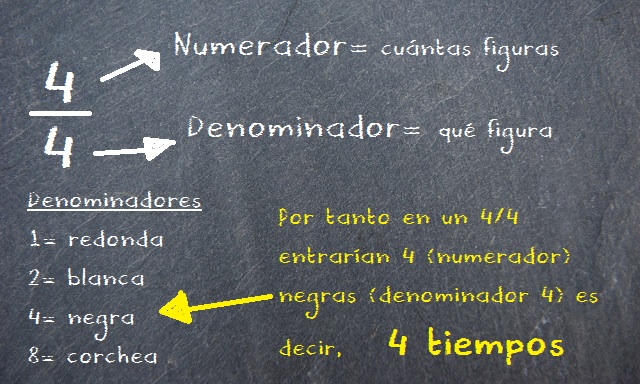 4
4
Numerador= cuántas figuras
Denominador= qué figura
Denominadores
1= redonda
2= blanca
4= negra
8= corchea
Por tanto en un 4/4
entrarían 4 (numerador)
negras (denominador 4) es
decir, 4 tiempos